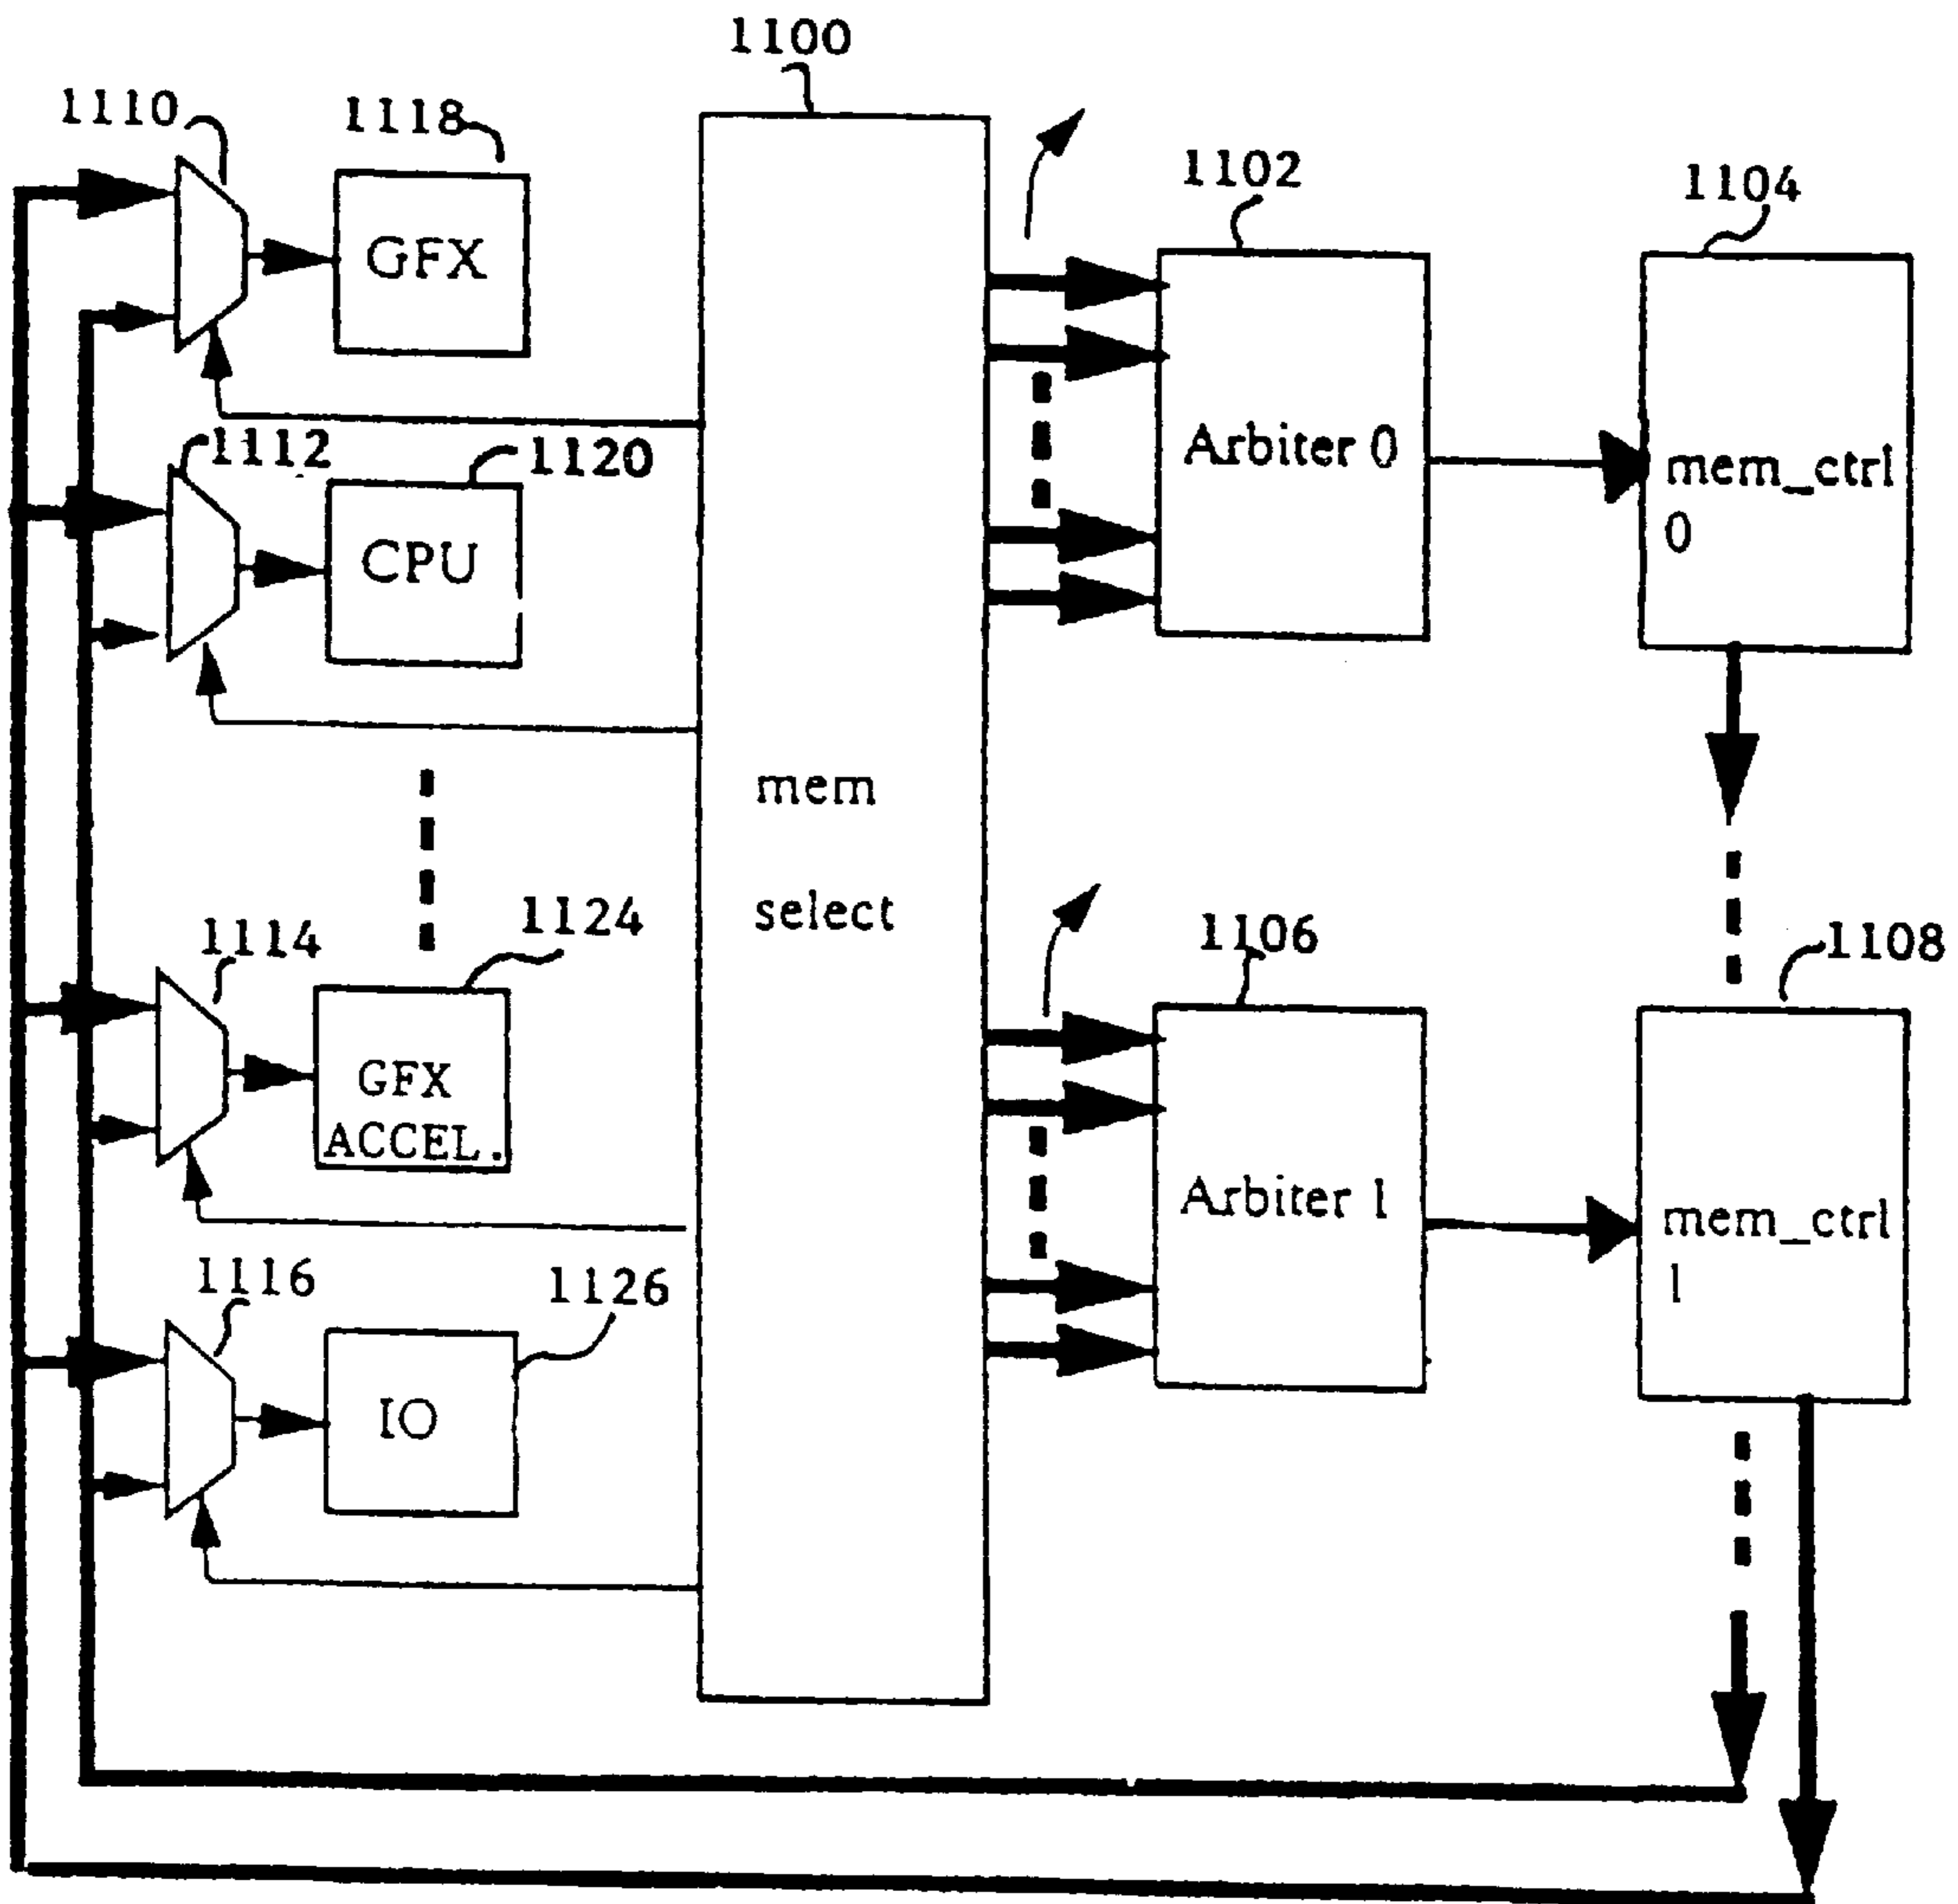 1100
1110
1118
1102
1104
GFX
1112
1120
Arbiter 0
mem_ctrl
0
CPU
mem
select
1114
1124
1106
1108
GFX
ACCEL.
Arbiter 1
mem_ctrl
1
1116
1126
IO